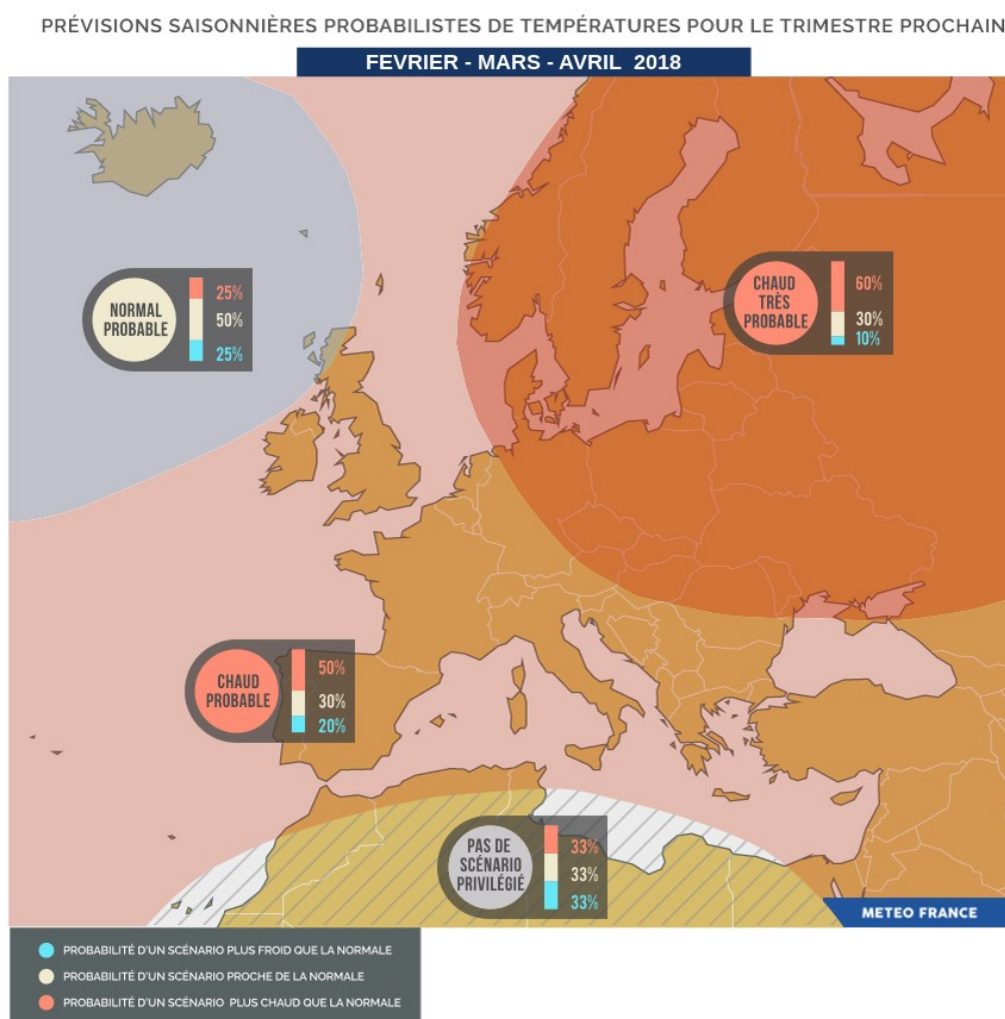 PRÉVISIONS SAISONNIÈRES PROBABILISTES DE TEMPÉRATURES POUR LE TRIMESTRE PROCHAIN
FEVRIER - MARS - AVRIL 2018
NORMAL
PROBABLE
25%
50%
25%
CHAUD
TRÈS
PROBABLE
60%
30%
10%
CHAUD
PROBABLE
50%
30%
20%
PAS DE
SCÉNARIO
PRIVILÉGIÉ
33%
33%
33%
METEO FRANCE
PROBABILITÉ D'UN SCÉNARIO PLUS FROID QUE LA NORMALE
PROBABILITÉ D'UN SCÉNARIO PROCHE DE LA NORMALE
PROBABILITÉ D'UN SCÉNARIO PLUS CHAUD QUE LA NORMALE